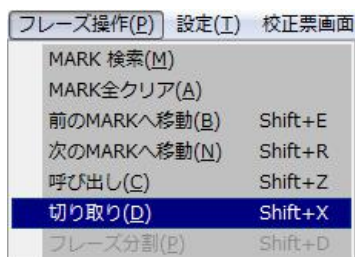 フレーズ操作(P) 設定(T) 校正票画面
MARK 検索(M)
MARK全クリア(A)
前のMARKへ移動(B) Shift+E
次のMARKへ移動(N) Shift+R
呼び出し(C) Shift+Z
切り取り(D) Shift+X
フレーズ分割(P) Shift+D